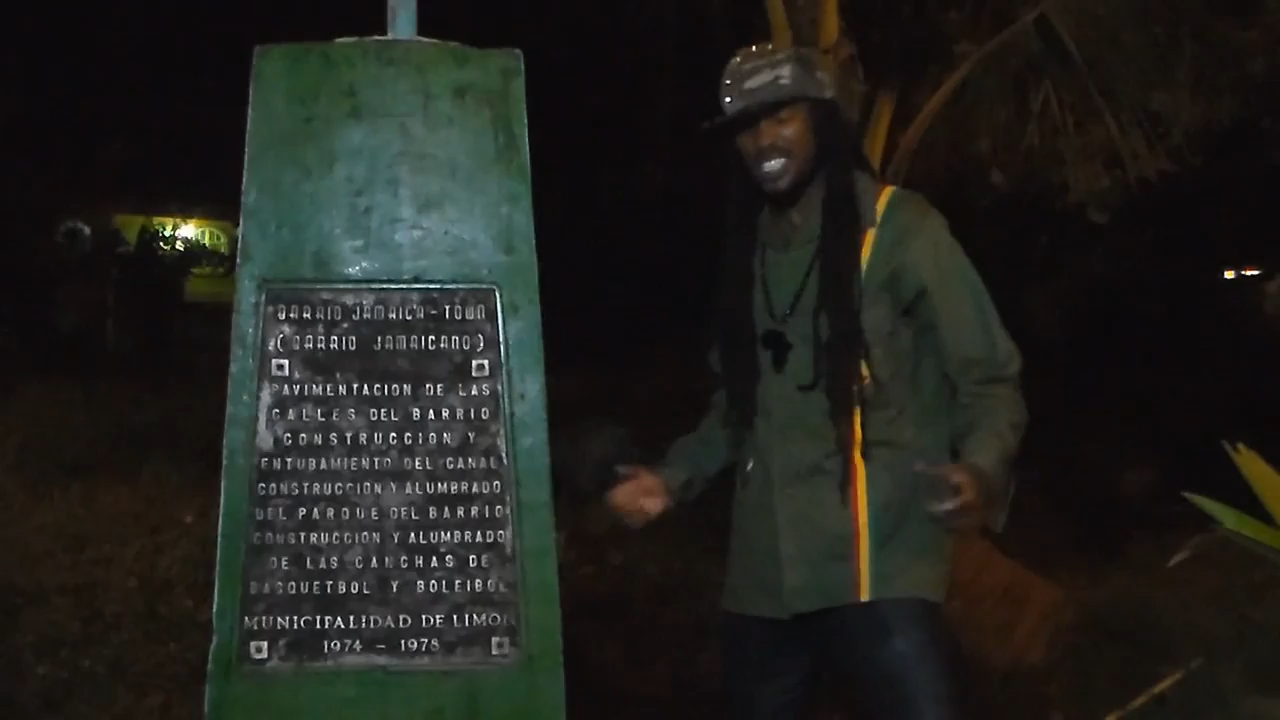 BARRIO JAMAICA-TOWN
(BARRIO JAMAICANO)
PAVIMENTACION DE LAS
CALLES DEL BARRIO
CONSTRUCCION Y
ENTUBAMIENTO DEL CANAL
CONSTRUCCION Y ALUMBRADO
DEL PARQUE DEL BARRIO
CONSTRUCCION Y ALUMBRADO
DE LAS CANCHAS DE
BASQUETBOL Y BOLEIBOL
MUNICIPALIDAD DE LIMON
1974 - 1978